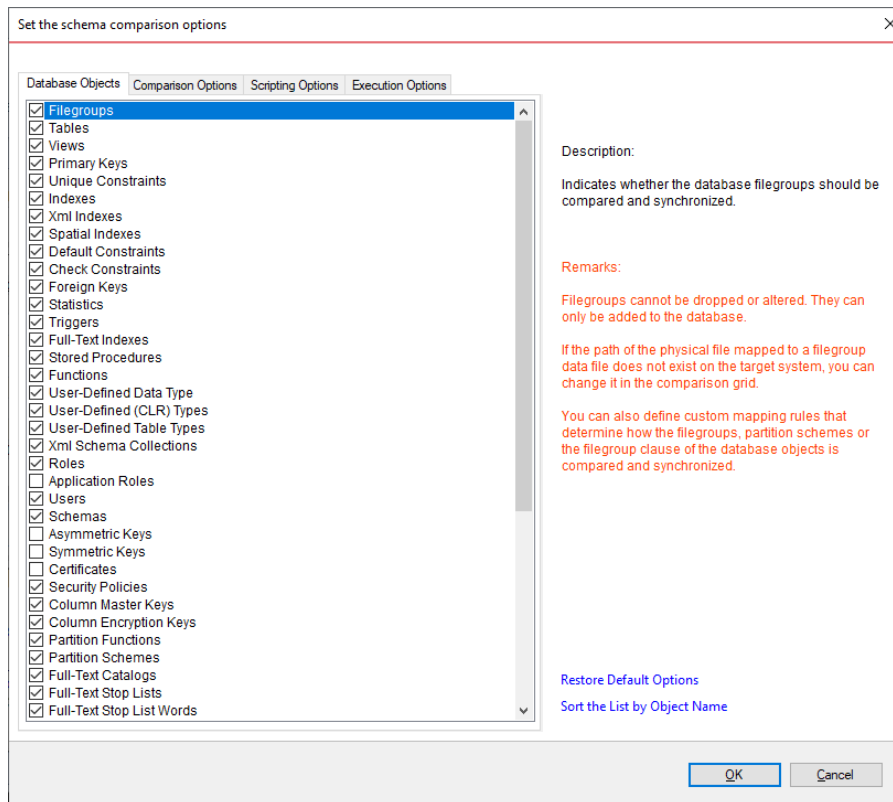 Set the schema comparison options
Database Objects
Comparison Options
Scripting Options
Execution Options
Filegroups
Tables
Views
Primary Keys
Unique Constraints
Indexes
Xml Indexes
Spatial Indexes
Default Constraints
Check Constraints
Foreign Keys
Statistics
Triggers
Full-Text Indexes
Stored Procedures
Functions
User-Defined Data Type
User-Defined (CLR) Types
User-Defined Table Types
Xml Schema Collections
Roles
Application Roles
Users
Schemas
Asymmetric Keys
Symmetric Keys
Certificates
Security Policies
Column Master Keys
Column Encryption Keys
Partition Functions
Partition Schemes
Full-Text Catalogs
Full-Text Stop Lists
Full-Text Stop List Words
Description:
Indicates whether the database filegroups should be
compared and synchronized.
Remarks:
Filegroups cannot be dropped or altered. They can
only be added to the database.
If the path of the physical file mapped to a filegroup
data file does not exist on the target system, you can
change it in the comparison grid.
You can also define custom mapping rules that
determine how the filegroups, partition schemes or
the filegroup clause of the database objects is
compared and synchronized.
Restore Default Options
Sort the List by Object Name
OK
Cancel